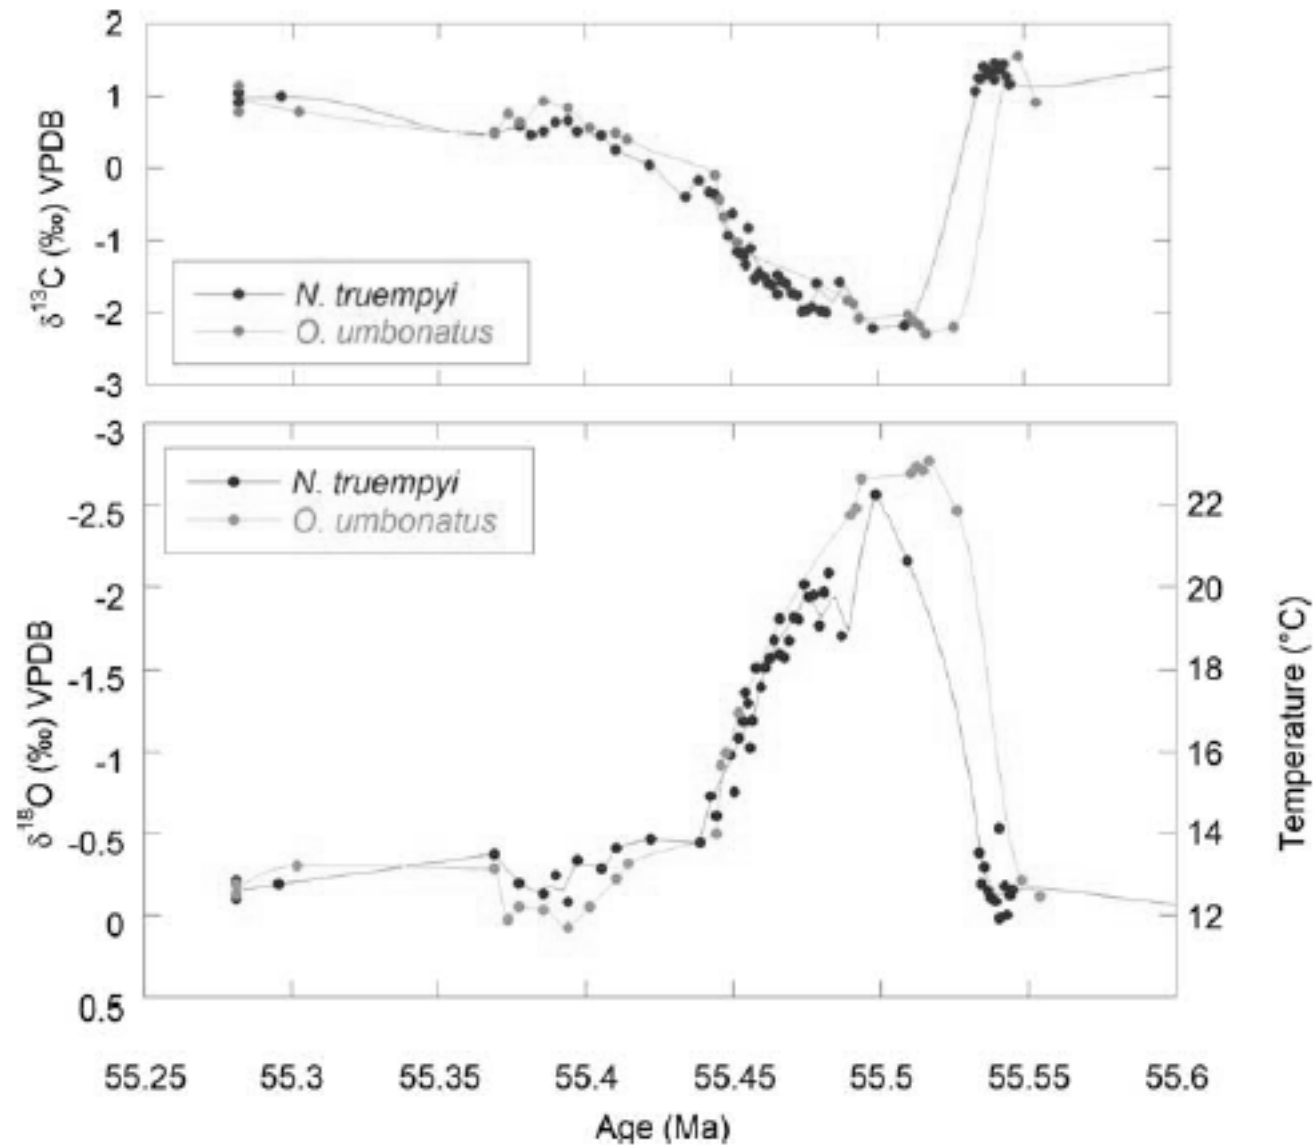 2
1
0
-1
-2
-3
δ13C (‰) VPDB
N. truempyi
O. umbonatus
-3
-2.5
-2
-1.5
-1
-0.5
0
0.5
δ18O (‰) VPDB
N. truempyi
O. umbonatus
22
20
18
16
14
12
Temperature (°C)
55.25 55.3 55.35 55.4 55.45 55.5 55.55 55.6
Age (Ma)